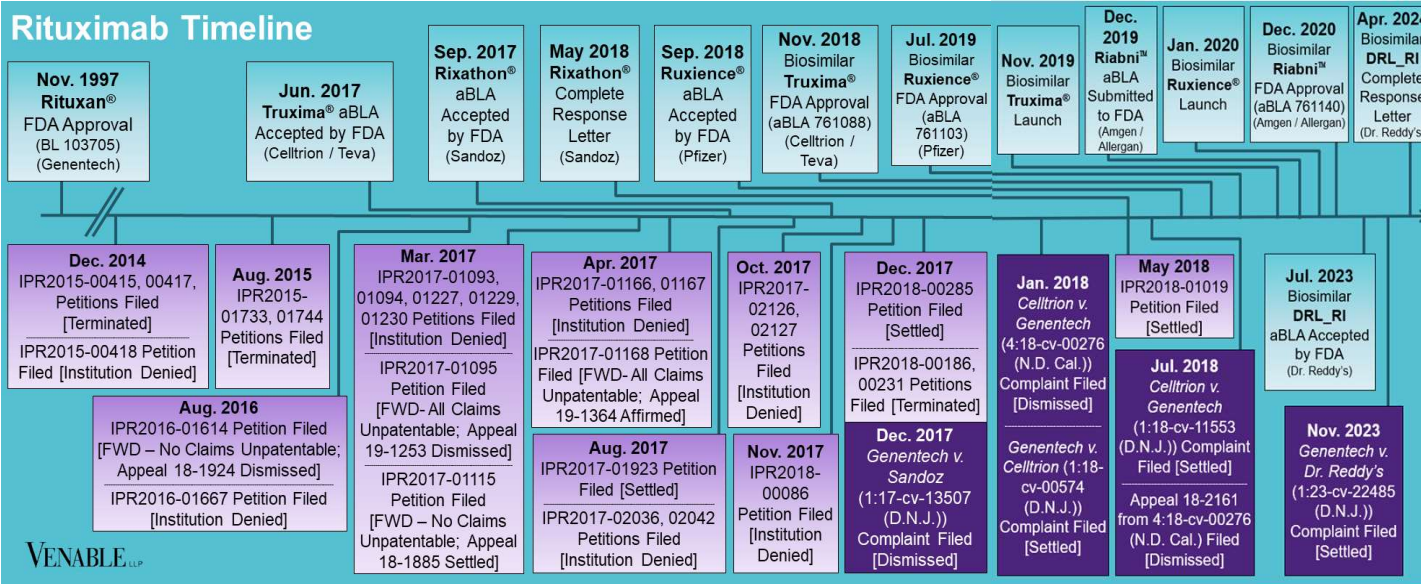 Rituximab Timeline
Nov. 1997
Rituxan®
FDA Approval
(BL 103705)
(Genentech)
Jun. 2017
Truxima® aBLA
Accepted by FDA
(Celltrion / Teva)
Sep. 2017
Rixathon®
aBLA
Accepted
by FDA
(Sandoz)
May 2018
Rixathon®
Complete
Response
Letter
(Sandoz)
Sep. 2018
Ruxience®
aBLA
Accepted
by FDA
(Pfizer)
Nov. 2018
Biosimilar
Truxima®
FDA Approval
(aBLA 761088)
(Celltrion /
Teva)
Jul. 2019
Biosimilar
Ruxience®
FDA Approval
(aBLA
761103)
(Pfizer)
Nov. 2019
Biosimilar
Truxima®
Launch
Dec.
2019
Riabni™
aBLA
Submitted
to FDA
(Amgen /
Allergan)
Jan. 2020
Biosimilar
Ruxience®
Launch
Dec. 2020
Biosimilar
Riabni™
FDA Approval
(aBLA 761140)
(Amgen / Allergan)
Apr. 2024
Biosimilar
DRL_RI
Complete
Response
Letter
(Dr. Reddy's)
Dec. 2014
IPR2015-00415, 00417,
Petitions Filed
[Terminated]
IPR2015-00418 Petition
Filed [Institution Denied]
Aug. 2015
IPR2015-
01733, 01744
Petitions Filed
[Terminated]
Aug. 2016
IPR2016-01614 Petition Filed
[FWD – No Claims Unpatentable;
Appeal 18-1924 Dismissed]
IPR2016-01667 Petition Filed
[Institution Denied]
Mar. 2017
IPR2017-01093,
01094, 01227, 01229,
01230 Petitions Filed
[Institution Denied]
IPR2017-01095
Petition Filed
[FWD- All Claims
Unpatentable; Appeal
19-1253 Dismissed]
IPR2017-01115
Petition Filed
[FWD – No Claims
Unpatentable; Appeal
18-1885 Settled]
Apr. 2017
IPR2017-01166, 01167
Petitions Filed
[Institution Denied]
IPR2017-01168 Petition
Filed [FWD- All Claims
Unpatentable; Appeal
19-1364 Affirmed]
Aug. 2017
IPR2017-01923 Petition
Filed [Settled]
IPR2017-02036, 02042
Petitions Filed
[Institution Denied]
Oct. 2017
IPR2017-
02126,
02127
Petitions
Filed
[Institution
Denied]
Nov. 2017
IPR2018-
00086
Petition Filed
[Institution
Denied]
Dec. 2017
IPR2018-00285
Petition Filed
[Settled]
IPR2018-00186,
00231 Petitions
Filed [Terminated]
Dec. 2017
Genentech v.
Sandoz
(1:17-cv-13507
(D.N.J.))
Complaint Filed
[Dismissed]
Jan. 2018
Celltrion v.
Genentech
(4:18-cv-00276
(N.D. Cal.))
Complaint Filed
[Dismissed]
Genentech v.
Celltrion (1:18-
cv-00574
(D.N.J.))
Complaint Filed
[Settled]
May 2018
IPR2018-01019
Petition Filed
[Settled]
Jul. 2018
Celltrion v.
Genentech
(1:18-cv-11553
(D.N.J.)) Complaint
Filed [Settled]
Appeal 18-2161
from 4:18-cv-00276
(N.D. Cal.) Filed
[Dismissed]
Jul. 2023
Biosimilar
DRL_RI
aBLA Accepted
by FDA
(Dr. Reddy's)
Nov. 2023
Genentech v.
Dr. Reddy's
(1:23-cv-22485
(D.N.J.))
Complaint Filed
[Settled]
VENABLE LLP